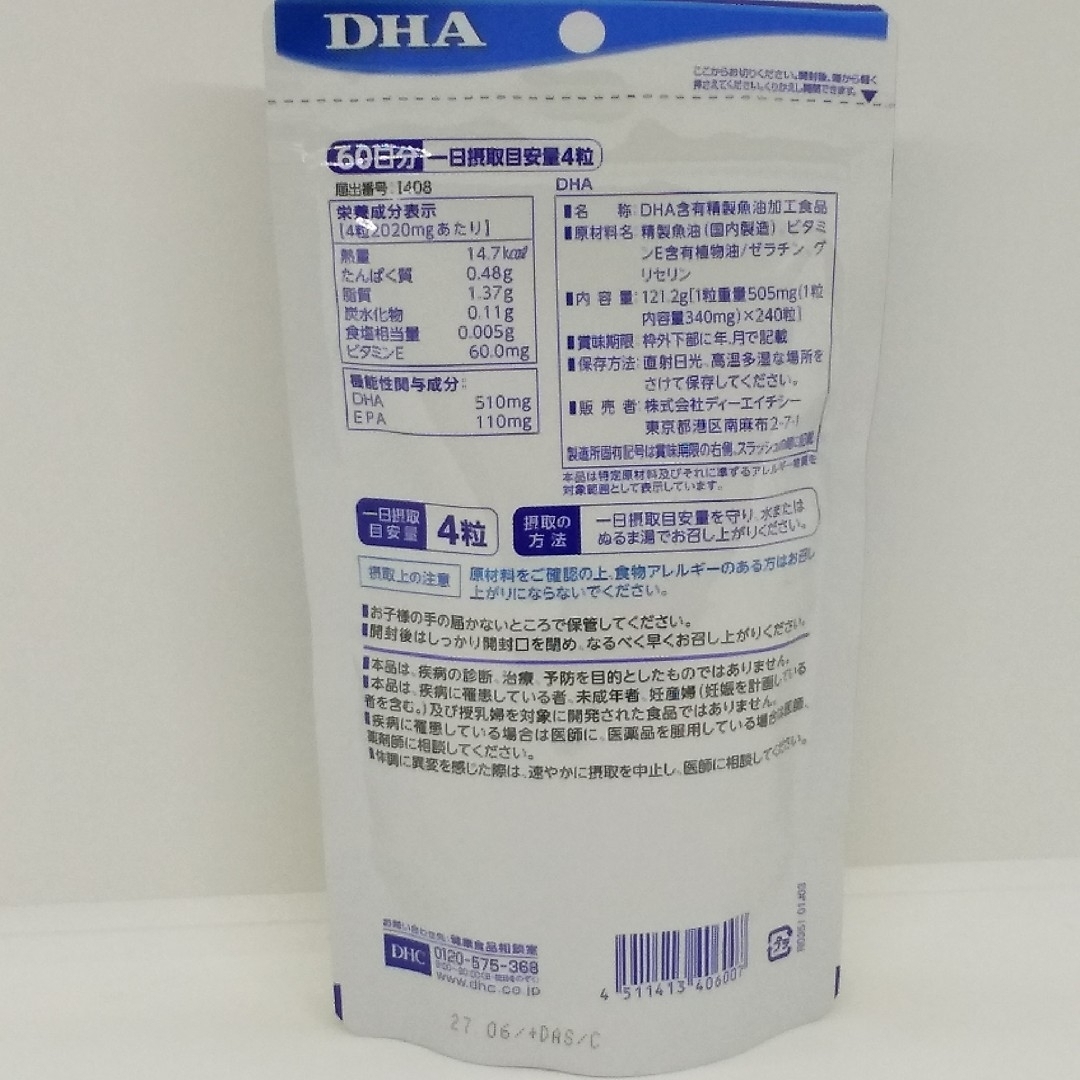 DHA
ここからお切りください。開封後、端から軽く
押さえてください。くりかえし開閉できます。
60日分 一日摂取目安量4粒
届出番号:I408
栄養成分表示
[4粒2020mgあたり]
熱量 14.7kcal
たんぱく質 0.48g
脂質 1.37g
炭水化物 0.11g
食塩相当量 0.005g
ビタミンE 60.0mg
機能性関与成分:
DHA 510mg
EPA 110mg
DHA
名称:DHA含有精製魚油加工食品
原材料名:精製魚油(国内製造)、ビタミ
ンE含有植物油/ゼラチン、グ
リセリン
内容量:121.2g[1粒重量505mg(1粒
内容量340mg)×240粒]
賞味期限:枠外下部に年、月で記載
保存方法:直射日光、高温多湿な場所を
さけて保存してください。
販売者:株式会社ディーエイチシー
東京都港区南麻布2-7-1
製造所固有記号は賞味期限の右側、スラッシュの順に記載
本品は特定原材料及びそれに準ずるアレルギー物質を
対象範囲として表示しています。
一日摂取
目安量 4粒
摂取の
方法
一日摂取目安量を守り、水または
ぬるま湯でお召し上がりください。
摂取上の注意
原材料をご確認の上、食物アレルギーのある方はお召し
上がりにならないでください。
お子様の手の届かないところで保管してください。
開封後はしっかり開封口を閉め、なるべく早くお召し上がりください。
本品は、疾病の診断、治療、予防を目的としたものではありません。
本品は、疾病に罹患している者、未成年者、妊産婦(妊娠を計画している
者を含む。)及び授乳婦を対象に開発された食品ではありません。
疾病に罹患している場合は医師に、医薬品を服用している場合は医師、
薬剤師に相談してください。
体調に異変を感じた際は、速やかに摂取を中止し、医師に相談してください。
お問い合わせ先:健康食品相談室
DHC 0120-575-368
9:00~20:00(日・祝日をのぞく)
www.dhc.co.jp
4 511413 406007
プラ
27 06/+DAS/C